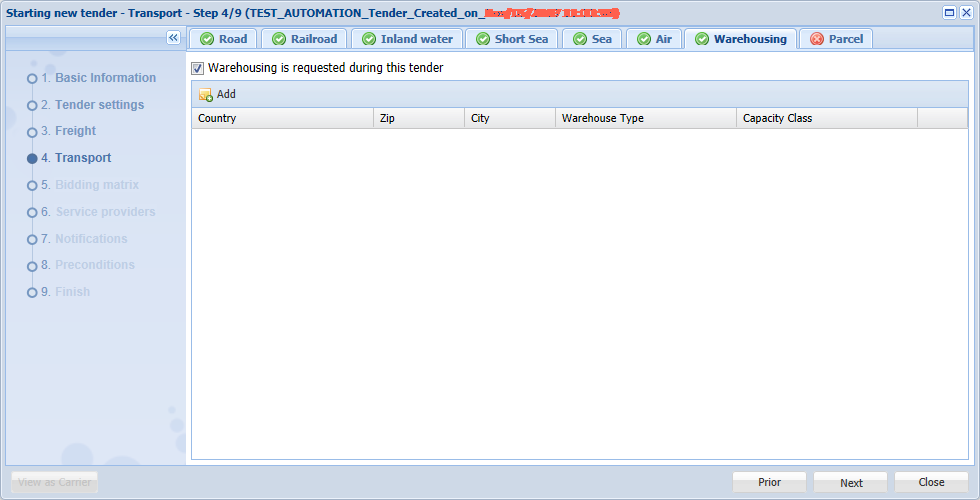 Starting new tender - Transport - Step 4/9 (TEST_AUTOMATION_Tender_Created_on_
Road Railroad Inland water Short Sea Sea Air Warehousing Parcel
Warehousing is requested during this tender
1. Basic Information
2. Tender settings
3. Freight
4. Transport
5. Bidding matrix
6. Service providers
7. Notifications
8. Preconditions
9. Finish
Add
Country Zip City Warehouse Type Capacity Class
View as Carrier Prior Next Close